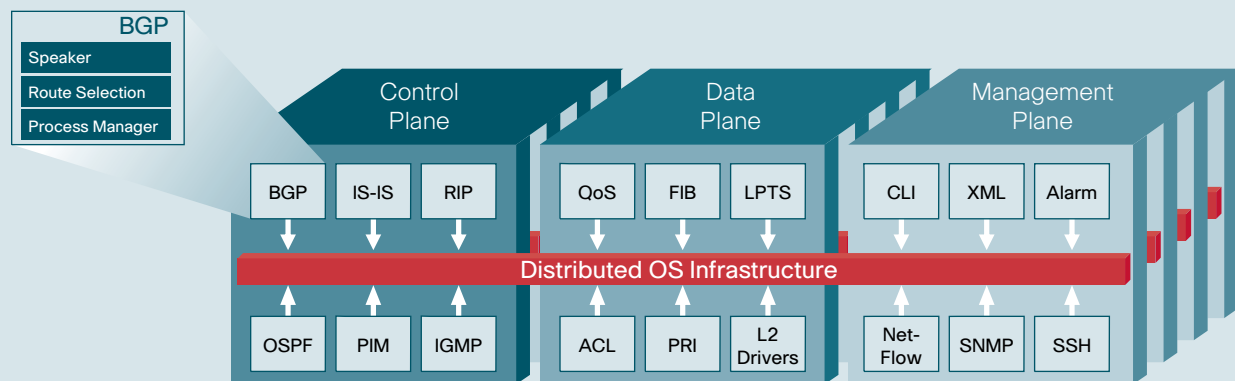 BGP
Speaker
Route Selection
Process Manager
Control
Plane
Data
Plane
Management
Plane
BGP
IS-IS
RIP
QoS
FIB
LPTS
CLI
XML
Alarm
Distributed OS Infrastructure
OSPF
PIM
IGMP
ACL
PRI
L2
Drivers
Net-
Flow
SNMP
SSH